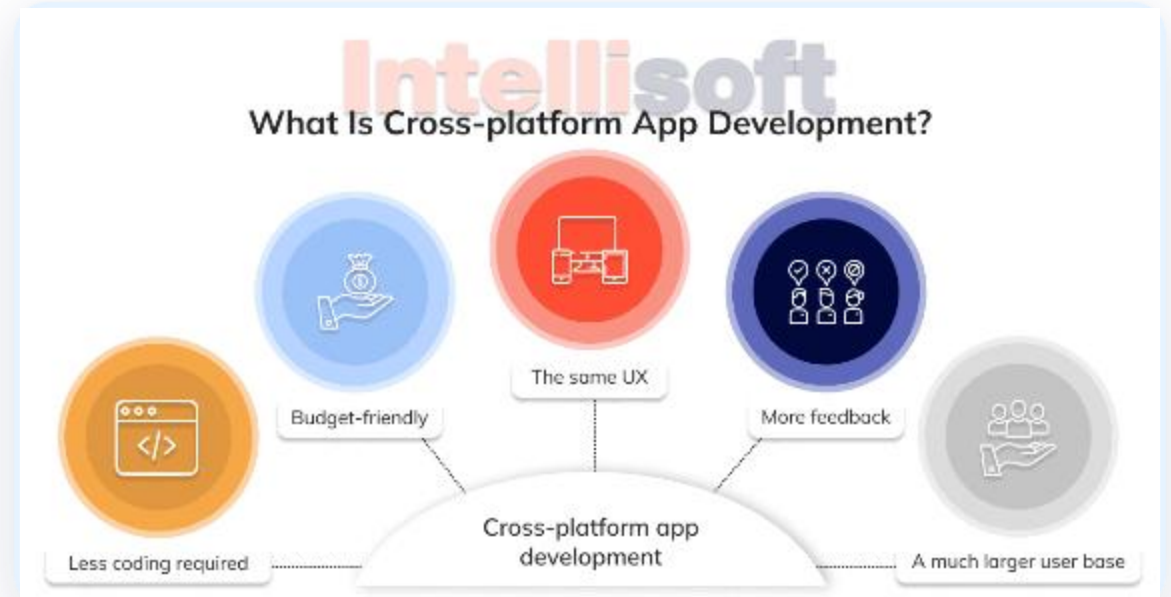 Intellisoft
What Is Cross-platform App Development?
The same UX
Budget-friendly
More feedback
Cross-platform app
development
Less coding required
A much larger user base